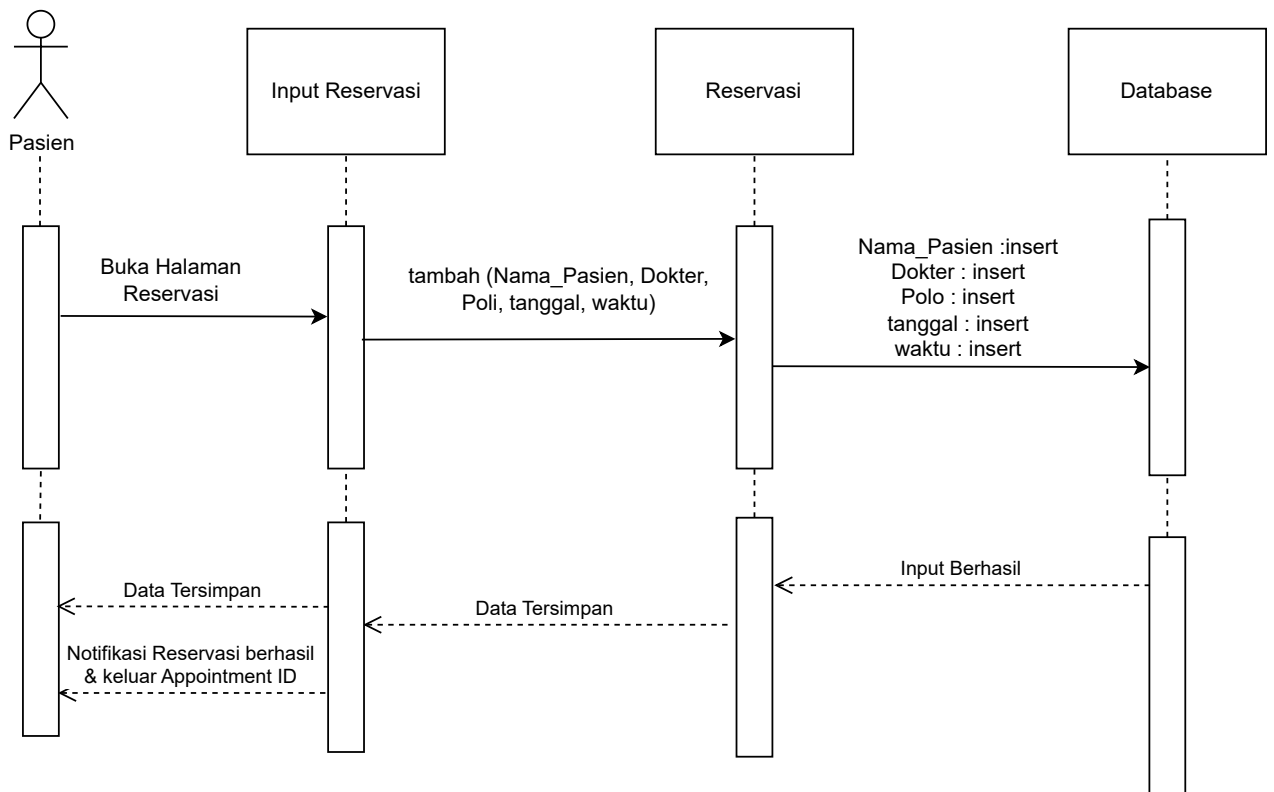 Pasien
Input Reservasi
Reservasi
Database
Buka Halaman
Reservasi
tambah (Nama_Pasien, Dokter,
Poli, tanggal, waktu)
Nama_Pasien :insert
Dokter : insert
Polo : insert
tanggal : insert
waktu : insert
Input Berhasil
Data Tersimpan
Data Tersimpan
Notifikasi Reservasi berhasil
& keluar Appointment ID